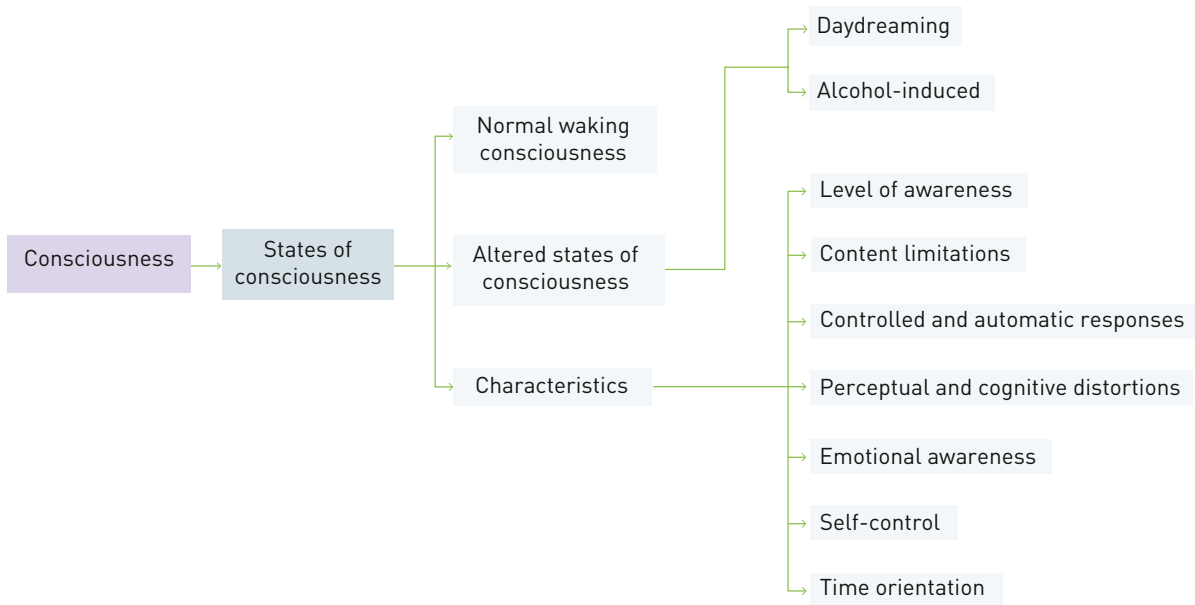 Consciousness
States of
consciousness
Normal waking
consciousness
Altered states of
consciousness
Characteristics
Daydreaming
Alcohol-induced
Level of awareness
Content limitations
Controlled and automatic responses
Perceptual and cognitive distortions
Emotional awareness
Self-control
Time orientation